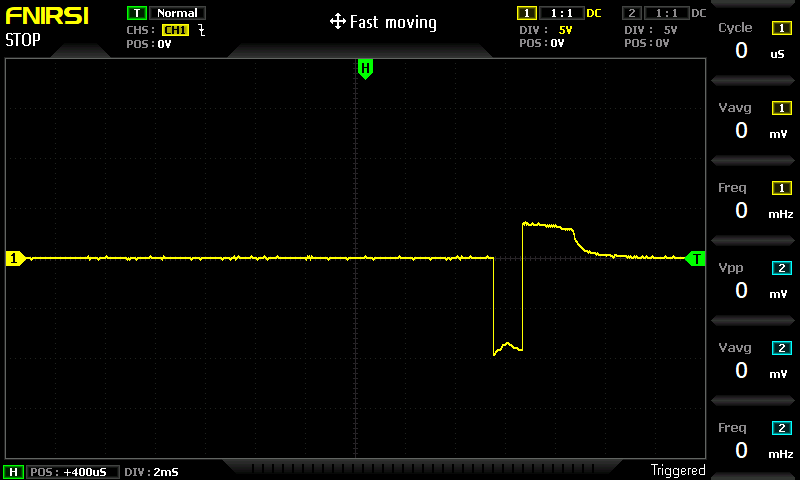 FNIRSI
STOP
T Normal
CHS: CH1
POS: 0V
Fast moving
1 1:1 DC
DIV: 5V
POS: 0V
2 1:1 DC
DIV: 5V
POS: 0V
H
1
T
Cycle 1
0 uS
Vavg 1
0 mV
Freq 1
0 mHz
Vpp 2
0 mV
Vavg 2
0 mV
Freq 2
0 mHz
H POS: +400uS DIV: 2mS
Triggered